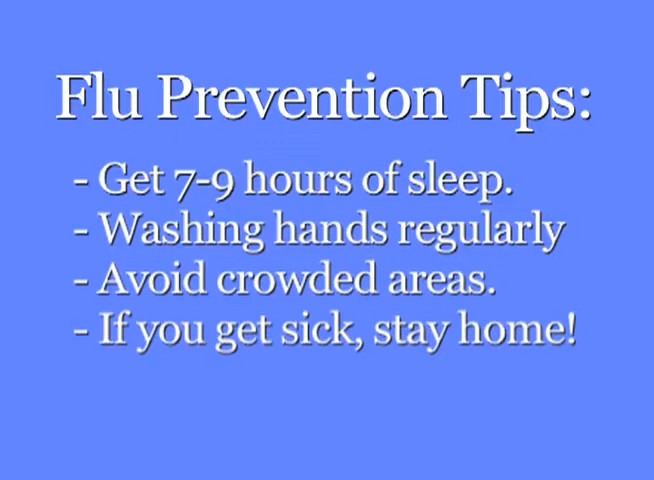 Flu Prevention Tips:
- Get 7-9 hours of sleep.
- Washing hands regularly
- Avoid crowded areas.
- If you get sick, stay home!